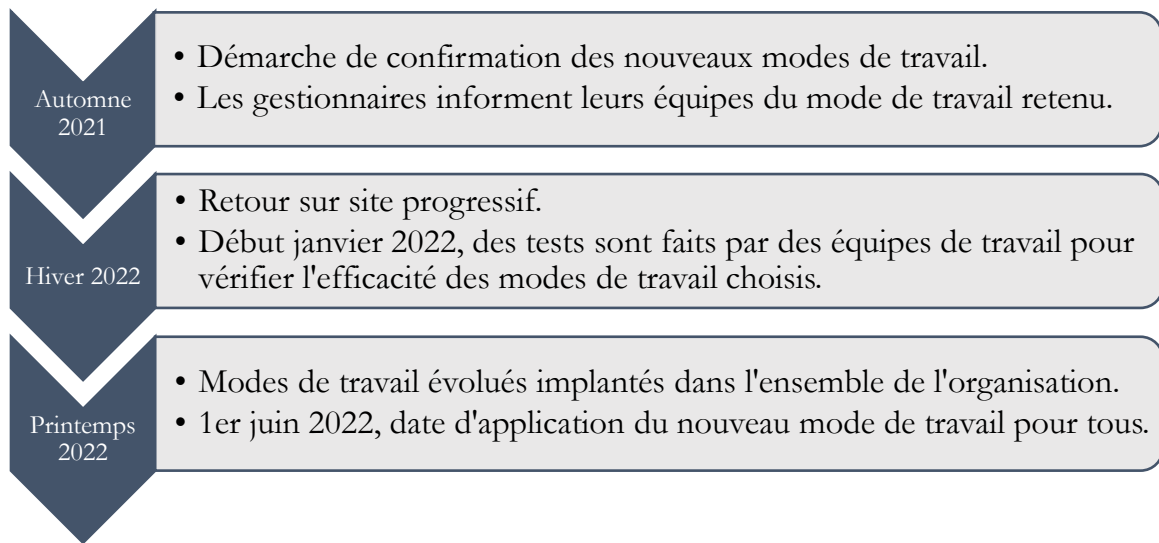 Automne
2021
• Démarche de confirmation des nouveaux modes de travail.
• Les gestionnaires informent leurs équipes du mode de travail retenu.
Hiver 2022
• Retour sur site progressif.
• Début janvier 2022, des tests sont faits par des équipes de travail pour
vérifier l'efficacité des modes de travail choisis.
Printemps
2022
• Modes de travail évolués implantés dans l'ensemble de l'organisation.
• 1er juin 2022, date d'application du nouveau mode de travail pour tous.